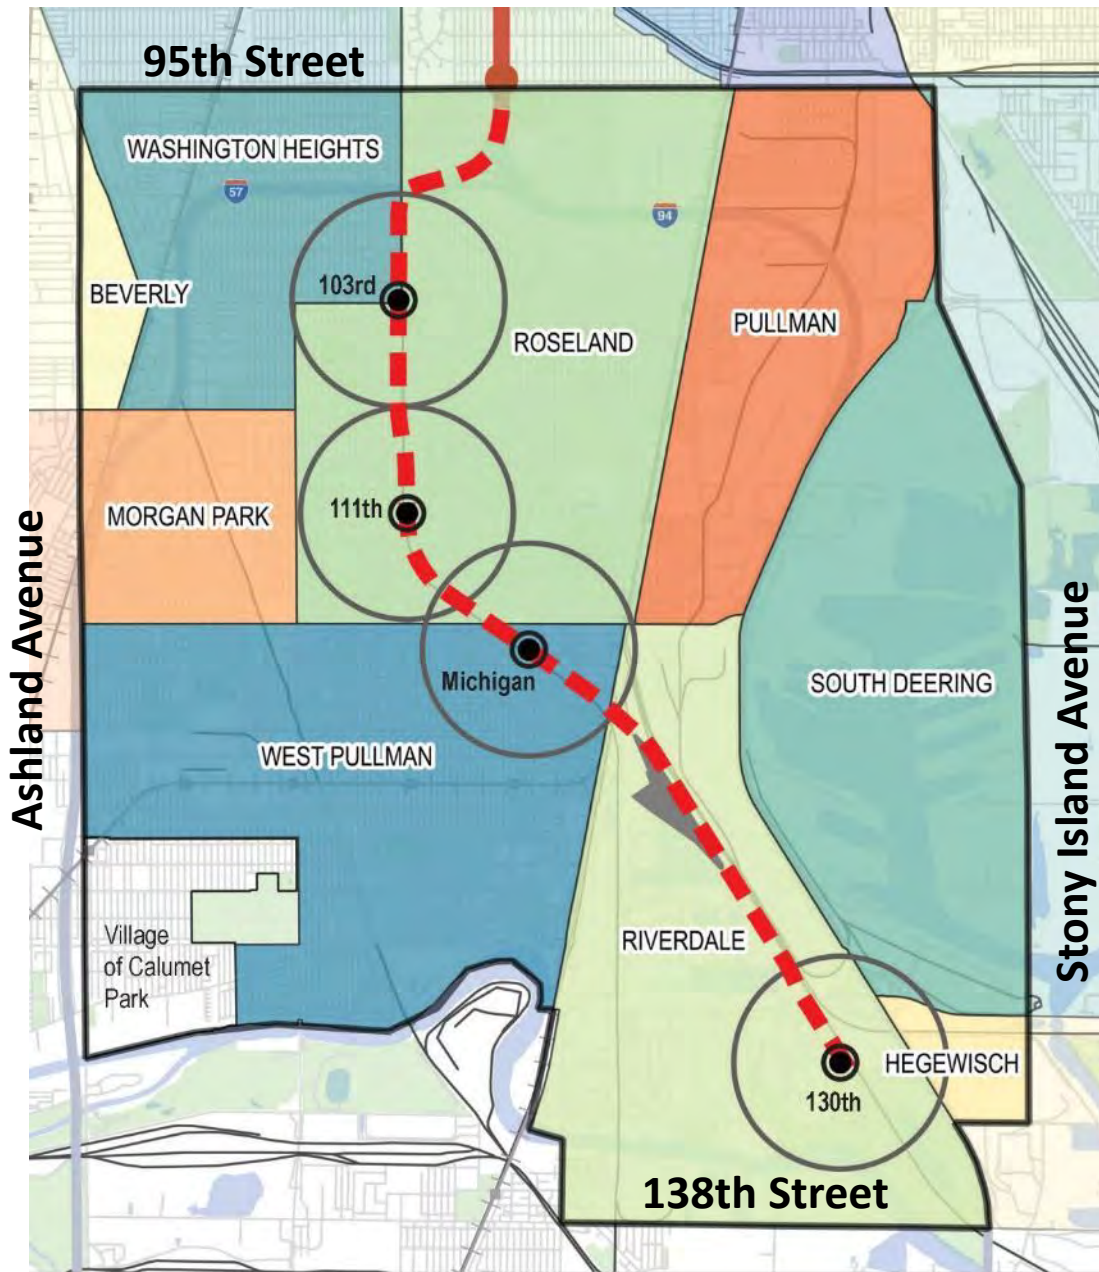 95th Street
WASHINGTON HEIGHTS
57
94
103rd
BEVERLY
PULLMAN
ROSELAND
111th
MORGAN PARK
Ashland Avenue
Stony Island Avenue
Michigan
SOUTH DEERING
WEST PULLMAN
Village
of Calumet
Park
RIVERDALE
HEGEWISCH
130th
138th Street